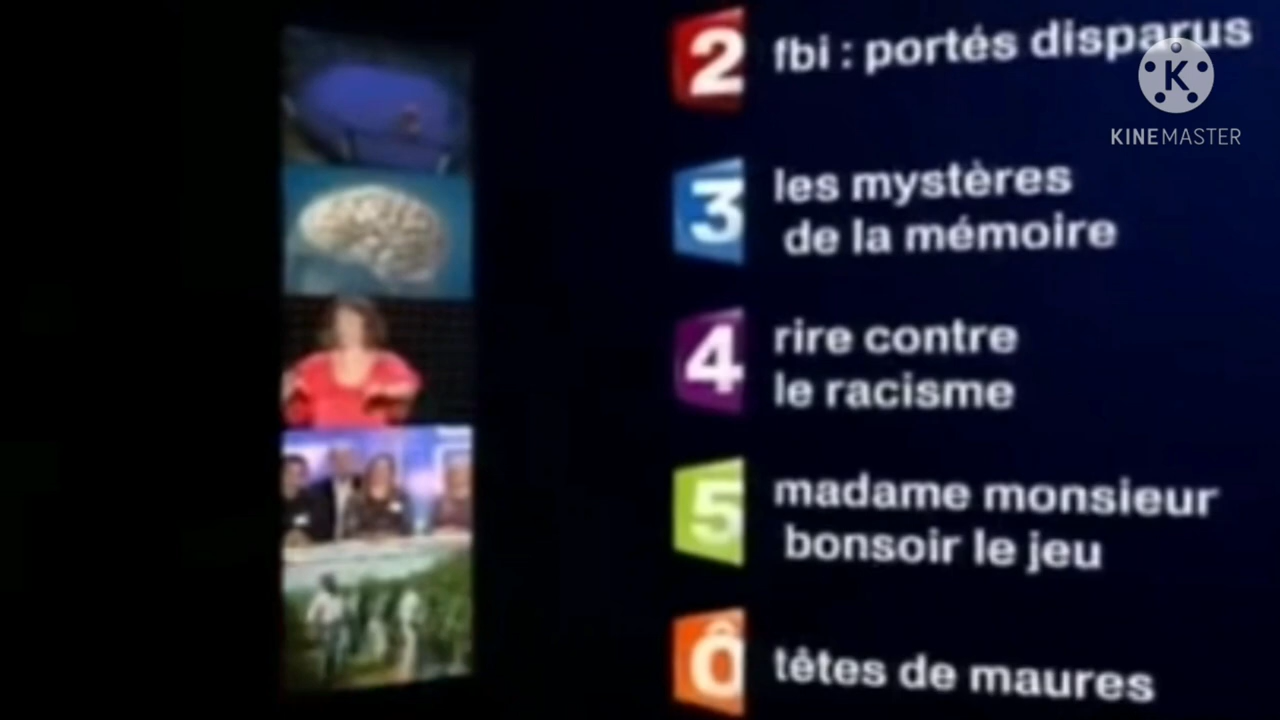 2 fbi : portés disparus
K
KINEMASTER
3 les mystères
de la mémoire
4 rire contre
le racisme
5 madame monsieur
bonsoir le jeu
Ô têtes de maures